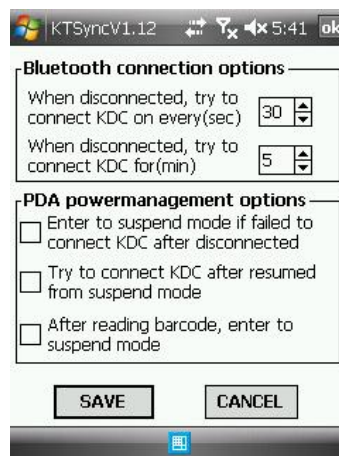 KTSyncV1.12 5:41 ok
Bluetooth connection options
When disconnected, try to
connect KDC on every(sec) 30
When disconnected, try to
connect KDC for(min) 5
PDA powermanagement options
Enter to suspend mode if failed to
connect KDC after disconnected
Try to connect KDC after resumed
from suspend mode
After reading barcode, enter to
suspend mode
SAVE CANCEL